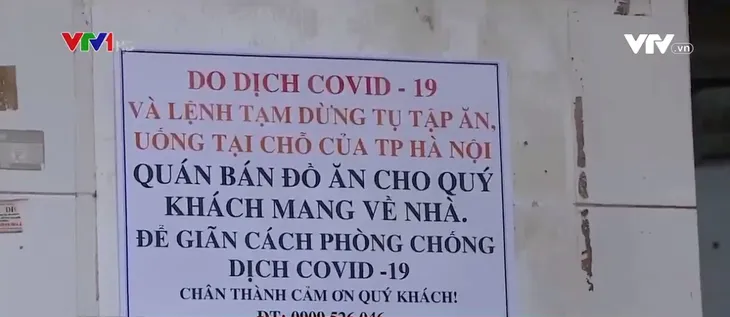 VTV1
VTV.vn
DO DỊCH COVID - 19
VÀ LỆNH TẠM DỪNG TỤ TẬP ĂN,
UỐNG TẠI CHỖ CỦA TP HÀ NỘI
QUÁN BÁN ĐỒ ĂN CHO QUÝ
KHÁCH MANG VỀ NHÀ.
ĐỂ GIÃN CÁCH PHÒNG CHỐNG
DỊCH COVID -19
CHÂN THÀNH CẢM ƠN QUÝ KHÁCH!